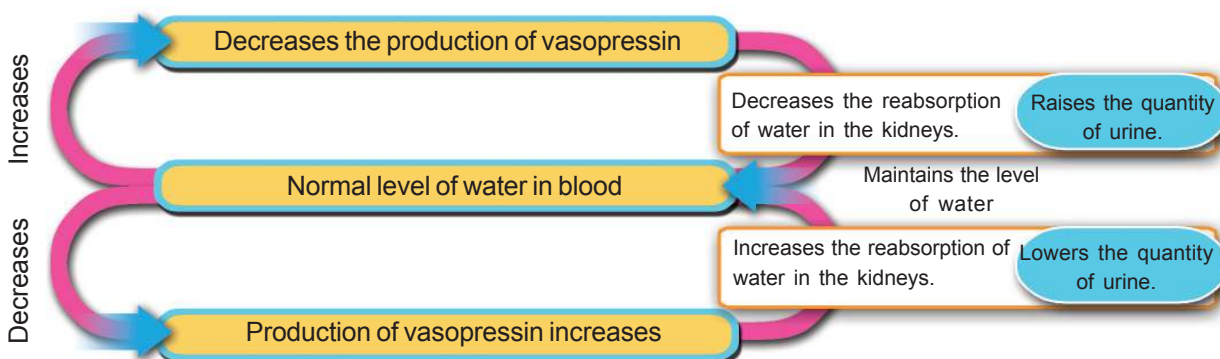 Increases
Decreases the production of vasopressin
Decreases the reabsorption
of water in the kidneys.
Raises the quantity
of urine.
Normal level of water in blood
Maintains the level
of water
Decreases
Increases the reabsorption of
water in the kidneys.
Lowers the quantity
of urine.
Production of vasopressin increases